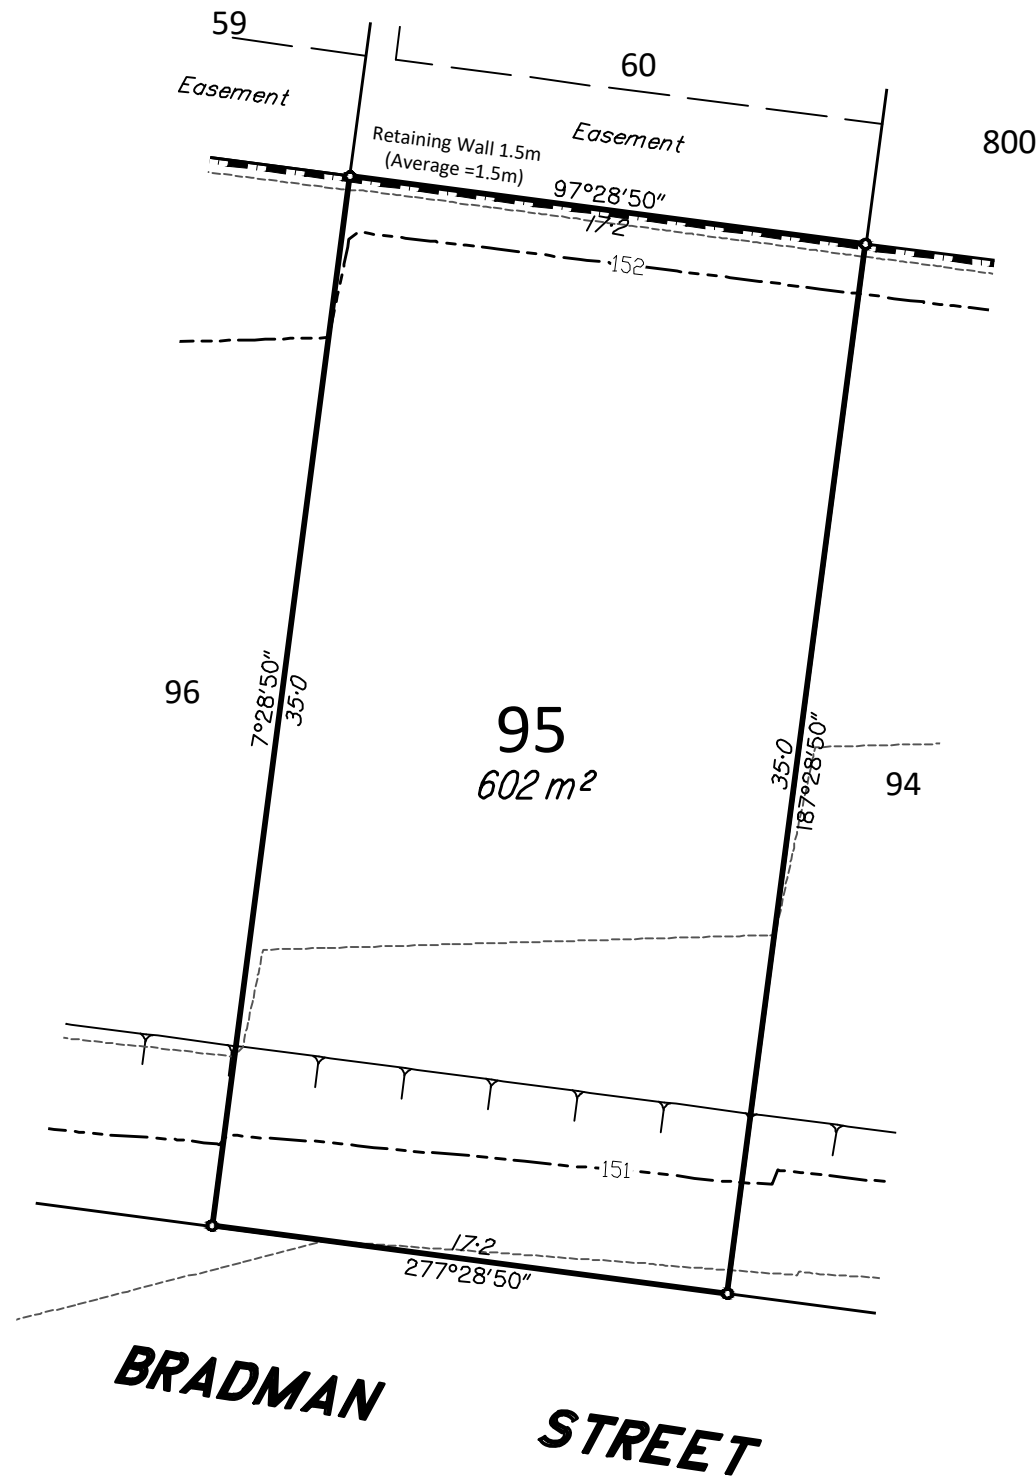 59
60
Easement
Easement
800
Retaining Wall 1.5m
(Average =1.5m)
97°28'50"
17·2
152
96
7°28'50"
35·0
95
602 m²
35·0
187°28'50"
94
151
17·2
277°28'50"
BRADMAN STREET